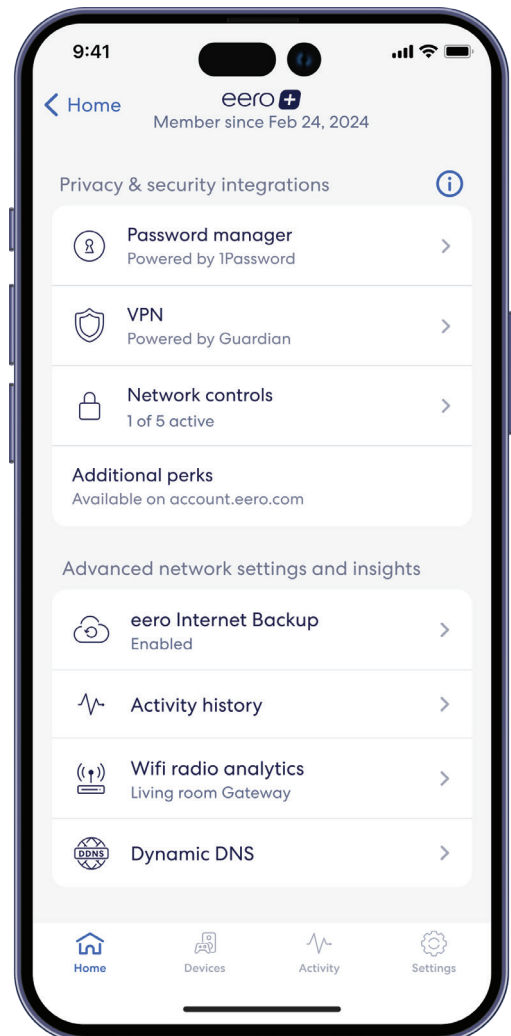 9:41
Home
eero+
Member since Feb 24, 2024
Privacy & security integrations
Password manager
Powered by 1Password
VPN
Powered by Guardian
Network controls
1 of 5 active
Additional perks
Available on account.eero.com
Advanced network settings and insights
eero Internet Backup
Enabled
Activity history
Wifi radio analytics
Living room Gateway
DDNS
Dynamic DNS
Home
Devices
Activity
Settings